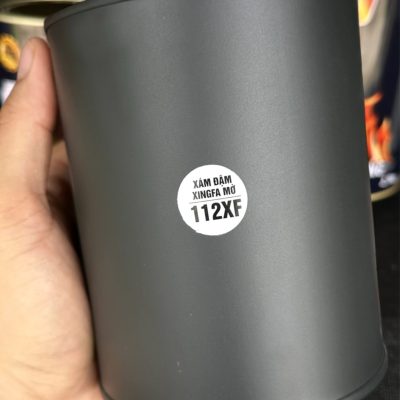 XÁM ĐẬM
XINGFA MỜ
112XF